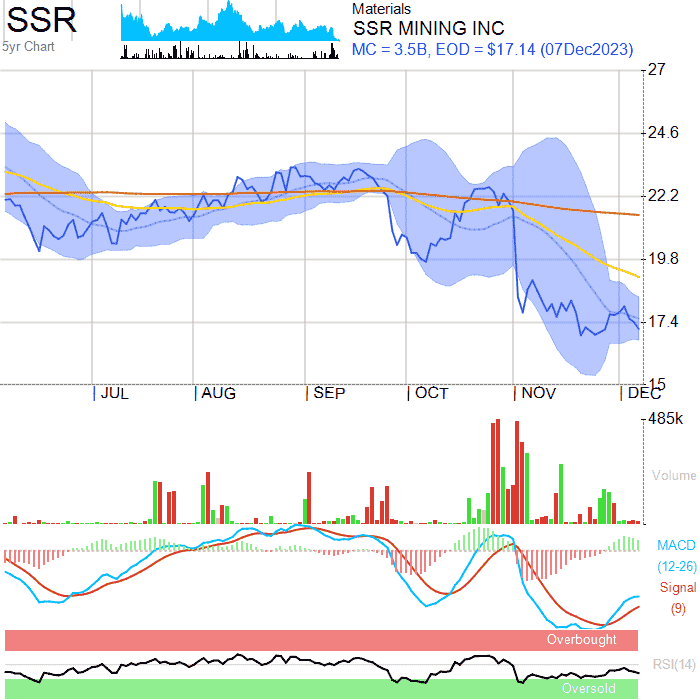 SSR
5yr Chart
Materials
SSR MINING INC
MC = 3.5B, EOD = $17.14 (07Dec2023)
27
24.6
22.2
19.8
17.4
15
JUL AUG SEP OCT NOV DEC
485k
Volume
MACD
(12-26)
Signal
(9)
Overbought
RSI(14)
Oversold